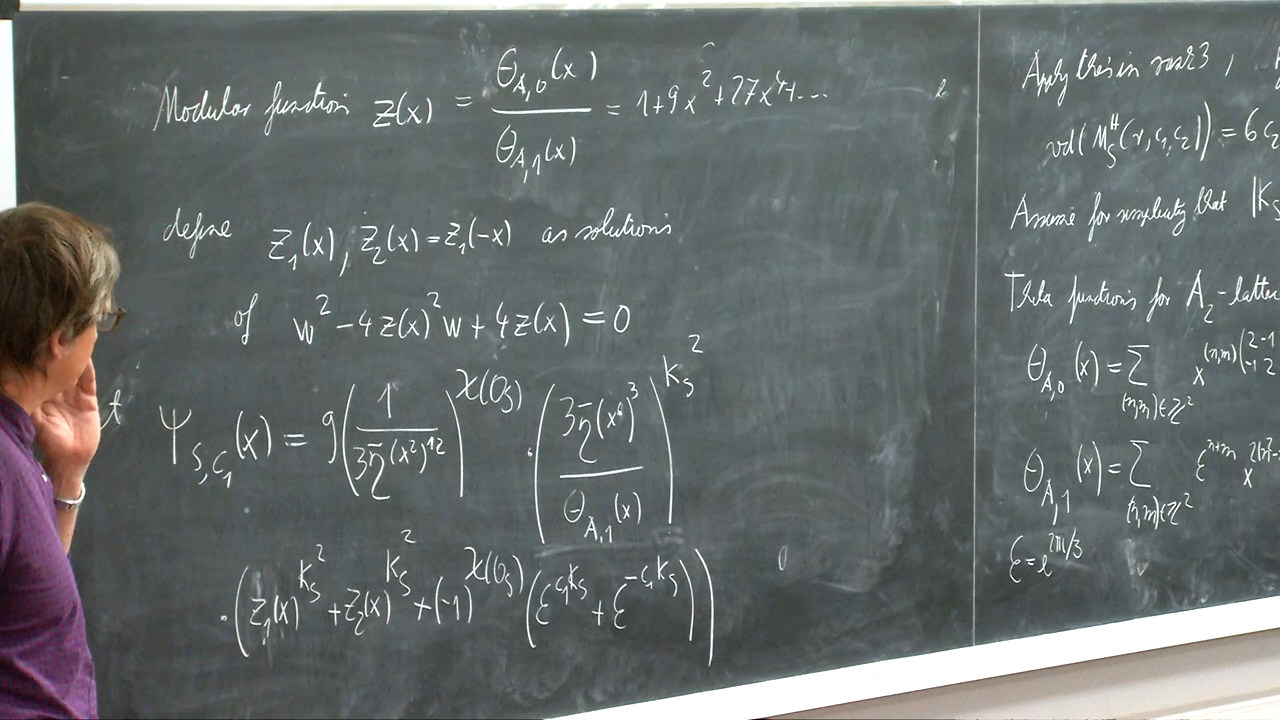 Modular function z(x) = θ_{A,0}(x) / θ_{A,1}(x) = 1+9x²+27x⁴+...
define Z₁(x), Z₂(x) = Z₁(-x) as solutions
of w² - 4z(x)²w + 4z(x) = 0
Ψ_{S,c₁}(x) = 9(1 / 3η̄(x²)¹²)^{χ(O_S)} · (3η̄(x⁶)³ / θ_{A,1}(x))^{K_S²}
·(Z₁(x)^{K_S²} + Z₂(x)^{K_S²} + (-1)^{χ(O_S)} (ε^{c₁K_S} + ε^{-c₁K_S}))
Apply this in rank 3,
vd(M_S^H(r,c₁,c₂)) = 6c₂
Assume for simplicity that |K_S
Theta functions for A₂-lattice
θ_{A,0}(x) = Σ_{(n,m)∈ℤ²} x^{(n,m)(2 -1 -1 2
θ_{A,1}(x) = Σ_{(n,m)∈ℤ²} ε^{n+m} x^{2(n²-
ε = e^{2πi/3}